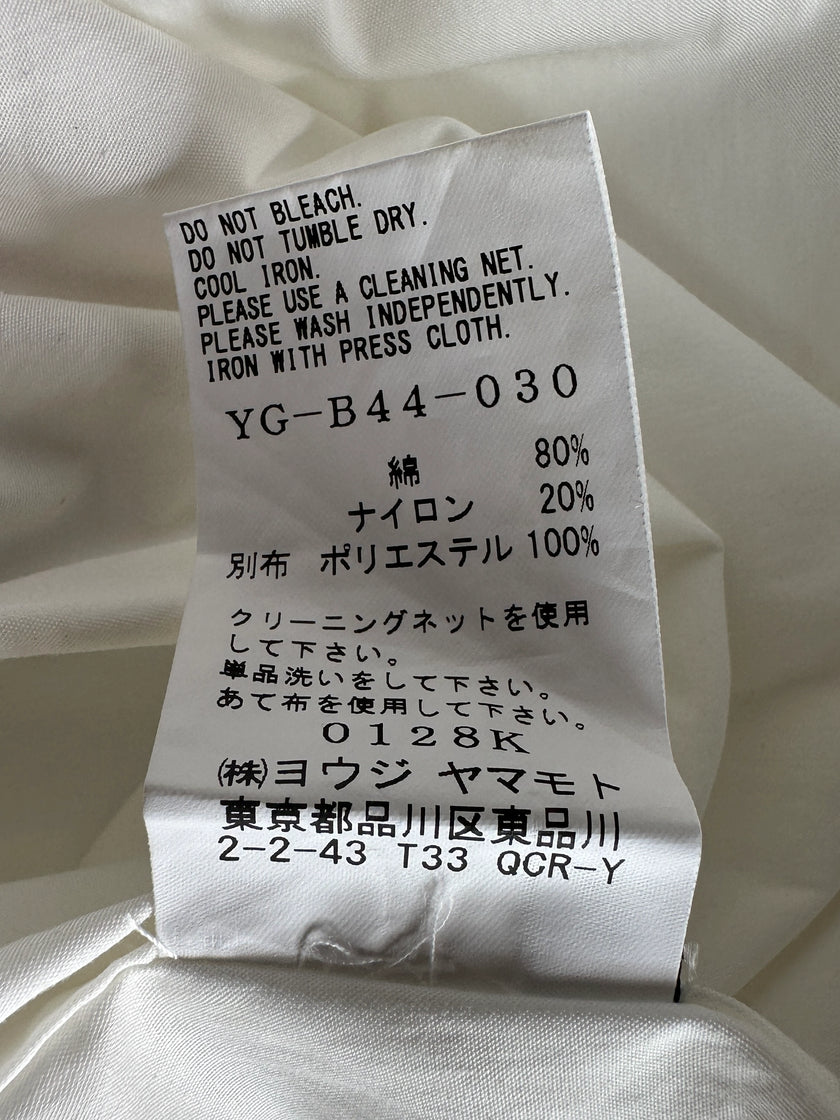 DO NOT BLEACH.
DO NOT TUMBLE DRY.
COOL IRON.
PLEASE USE A CLEANING NET.
PLEASE WASH INDEPENDENTLY.
IRON WITH PRESS CLOTH.
YG-B44-030
綿 80%
ナイロン 20%
別布 ポリエステル 100%
クリーニングネットを使用
して下さい。
単品洗いをして下さい。
あて布を使用して下さい。
0128K
㈱ヨウジ ヤマモト
東京都品川区東品川
2-2-43 T33 QCR-Y